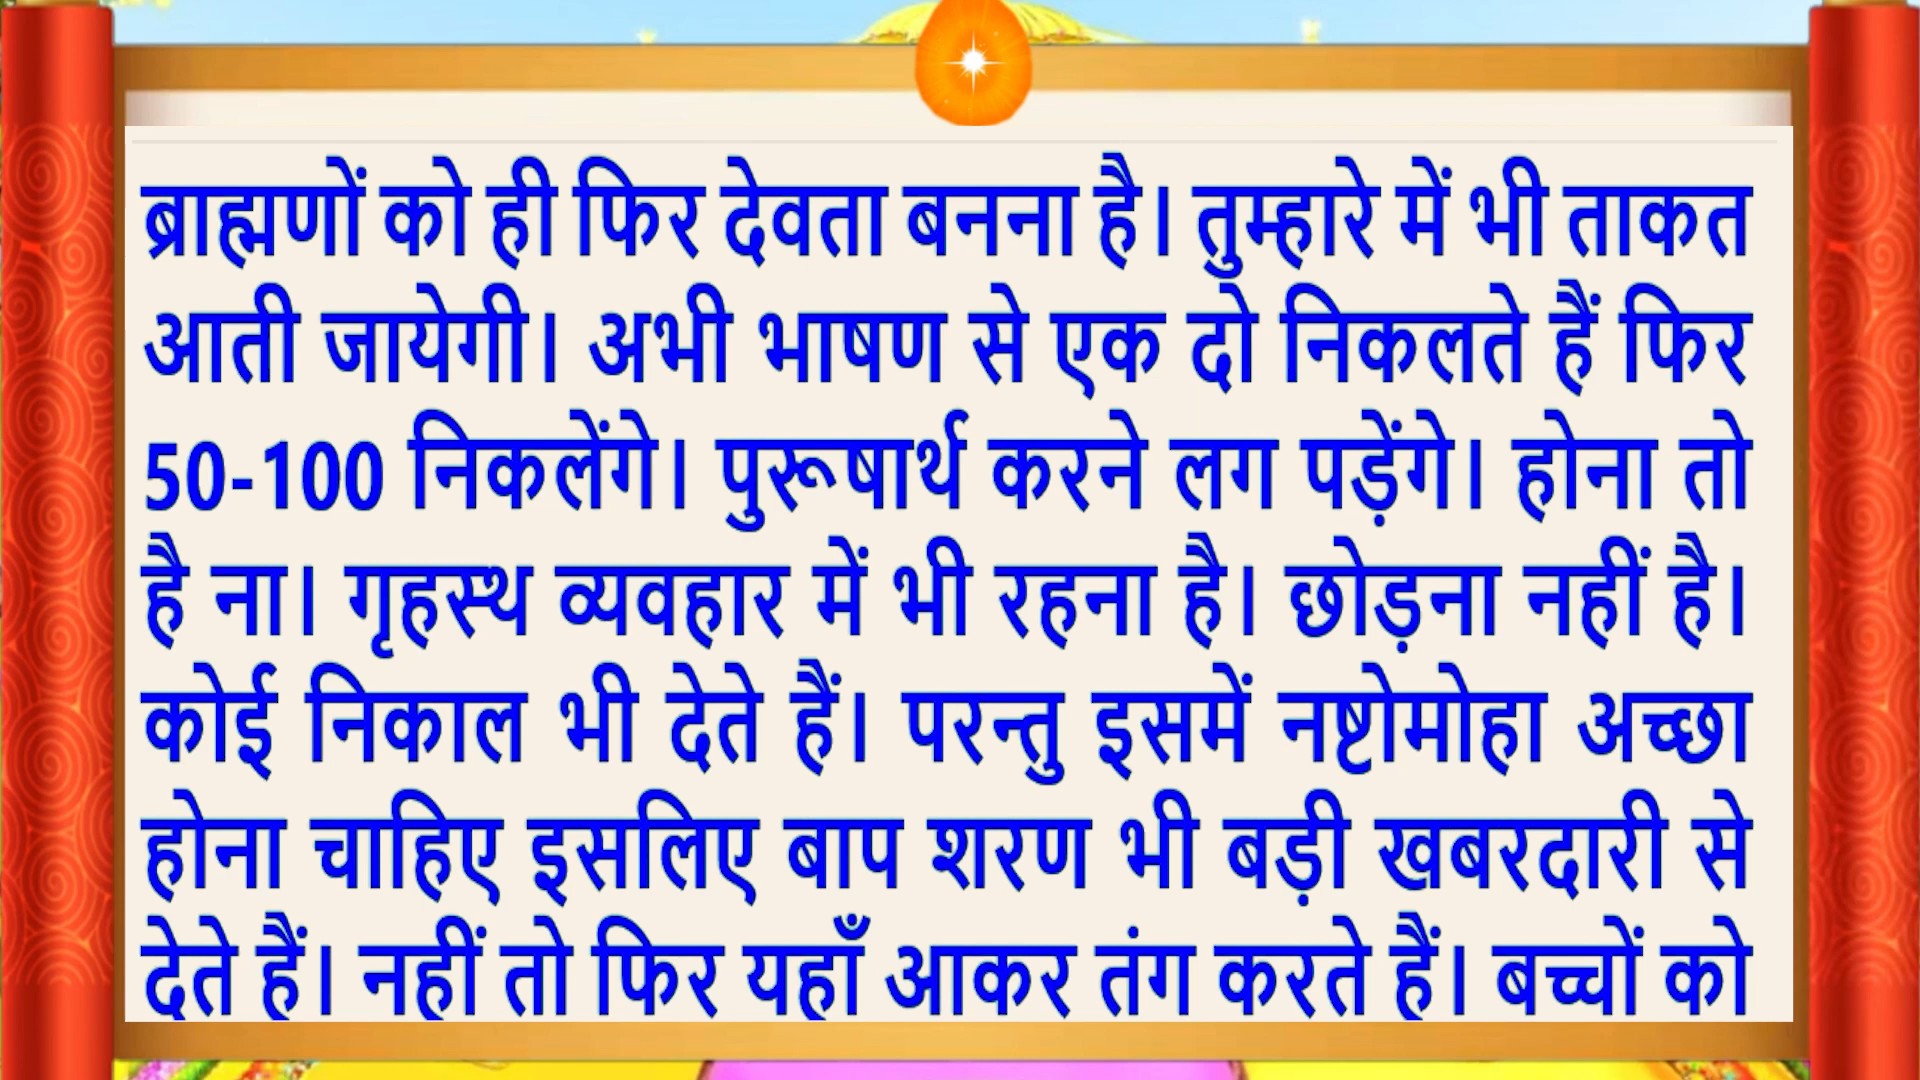 ब्राह्मणों को ही फिर देवता बनना है। तुम्हारे में भी ताकत
आती जायेगी। अभी भाषण से एक दो निकलते हैं फिर
50-100 निकलेंगे। पुरूषार्थ करने लग पड़ेंगे। होना तो
है ना। गृहस्थ व्यवहार में भी रहना है। छोड़ना नहीं है।
कोई निकाल भी देते हैं। परन्तु इसमें नष्टोमोहा अच्छा
होना चाहिए इसलिए बाप शरण भी बड़ी खबरदारी से
देते हैं। नहीं तो फिर यहाँ आकर तंग करते हैं। बच्चों को